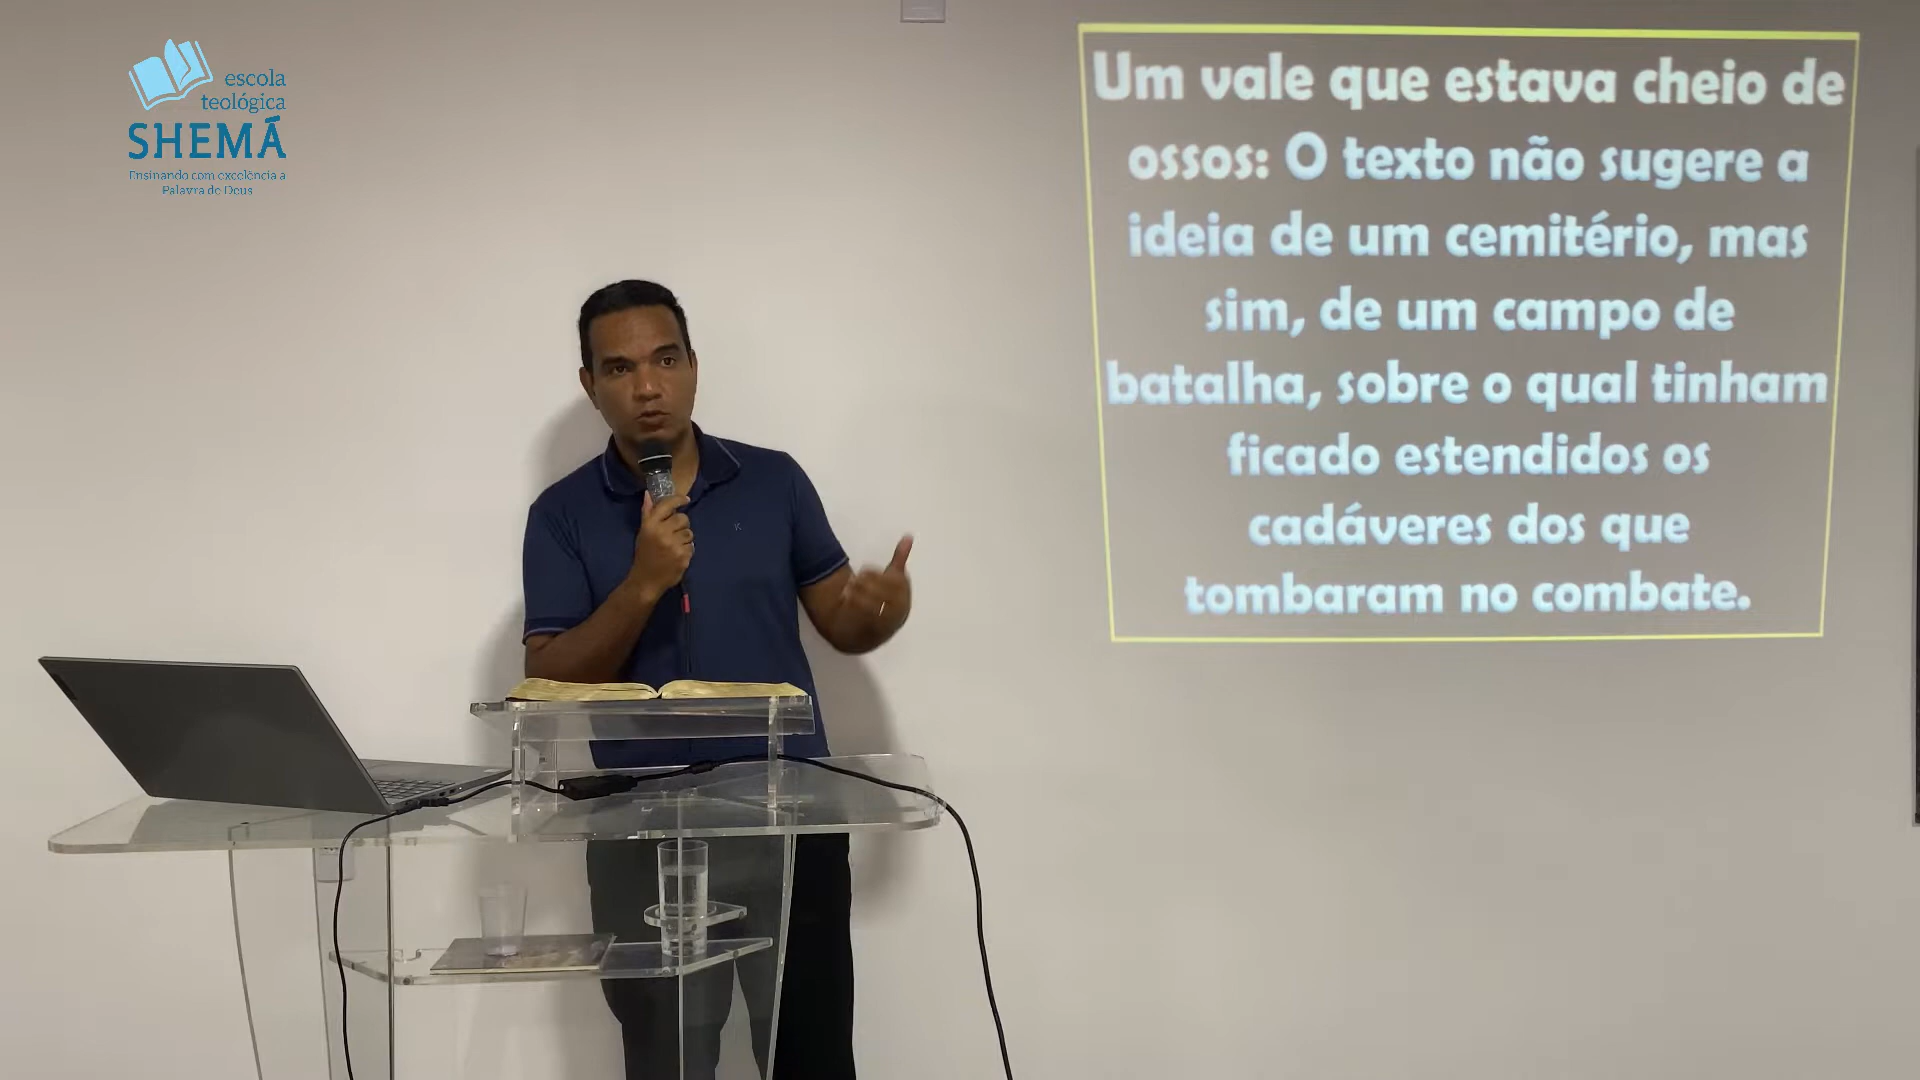 escola
teológica
SHEMÁ
Ensinando com excelência a
Palavra de Deus
Um vale que estava cheio de
ossos: O texto não sugere a
ideia de um cemitério, mas
sim, de um campo de
batalha, sobre o qual tinham
ficado estendidos os
cadáveres dos que
tombaram no combate.
K